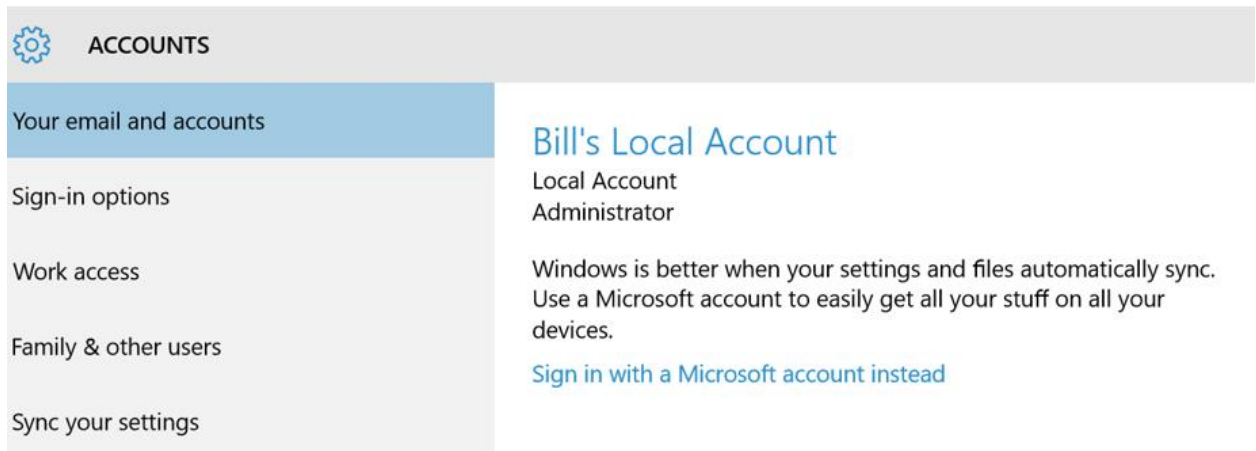 ACCOUNTS
Your email and accounts
Sign-in options
Work access
Family & other users
Sync your settings
Bill's Local Account
Local Account
Administrator
Windows is better when your settings and files automatically sync.
Use a Microsoft account to easily get all your stuff on all your
devices.
Sign in with a Microsoft account instead